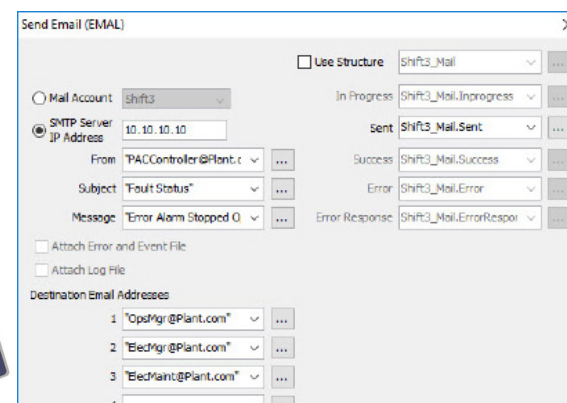 Send Email (EMAL)
Use Structure Shift3_Mail ...
Mail Account Shift3 In Progress Shift3_Mail.Inprogress ...
SMTP Server
IP Address 10.10.10.10 Sent Shift3_Mail.Sent ...
From "PACController@Plant.c ... Success Shift3_Mail.Success ...
Subject "Fault Status" ... Error Shift3_Mail.Error ...
Message "Error Alarm Stopped O ... Error Response Shift3_Mail.ErrorRespor ...
Attach Error and Event File
Attach Log File
Destination Email Addresses
1 "OpsMgr@Plant.com" ...
2 "ElecMgr@Plant.com" ...
3 "ElecMaint@Plant.com" ...